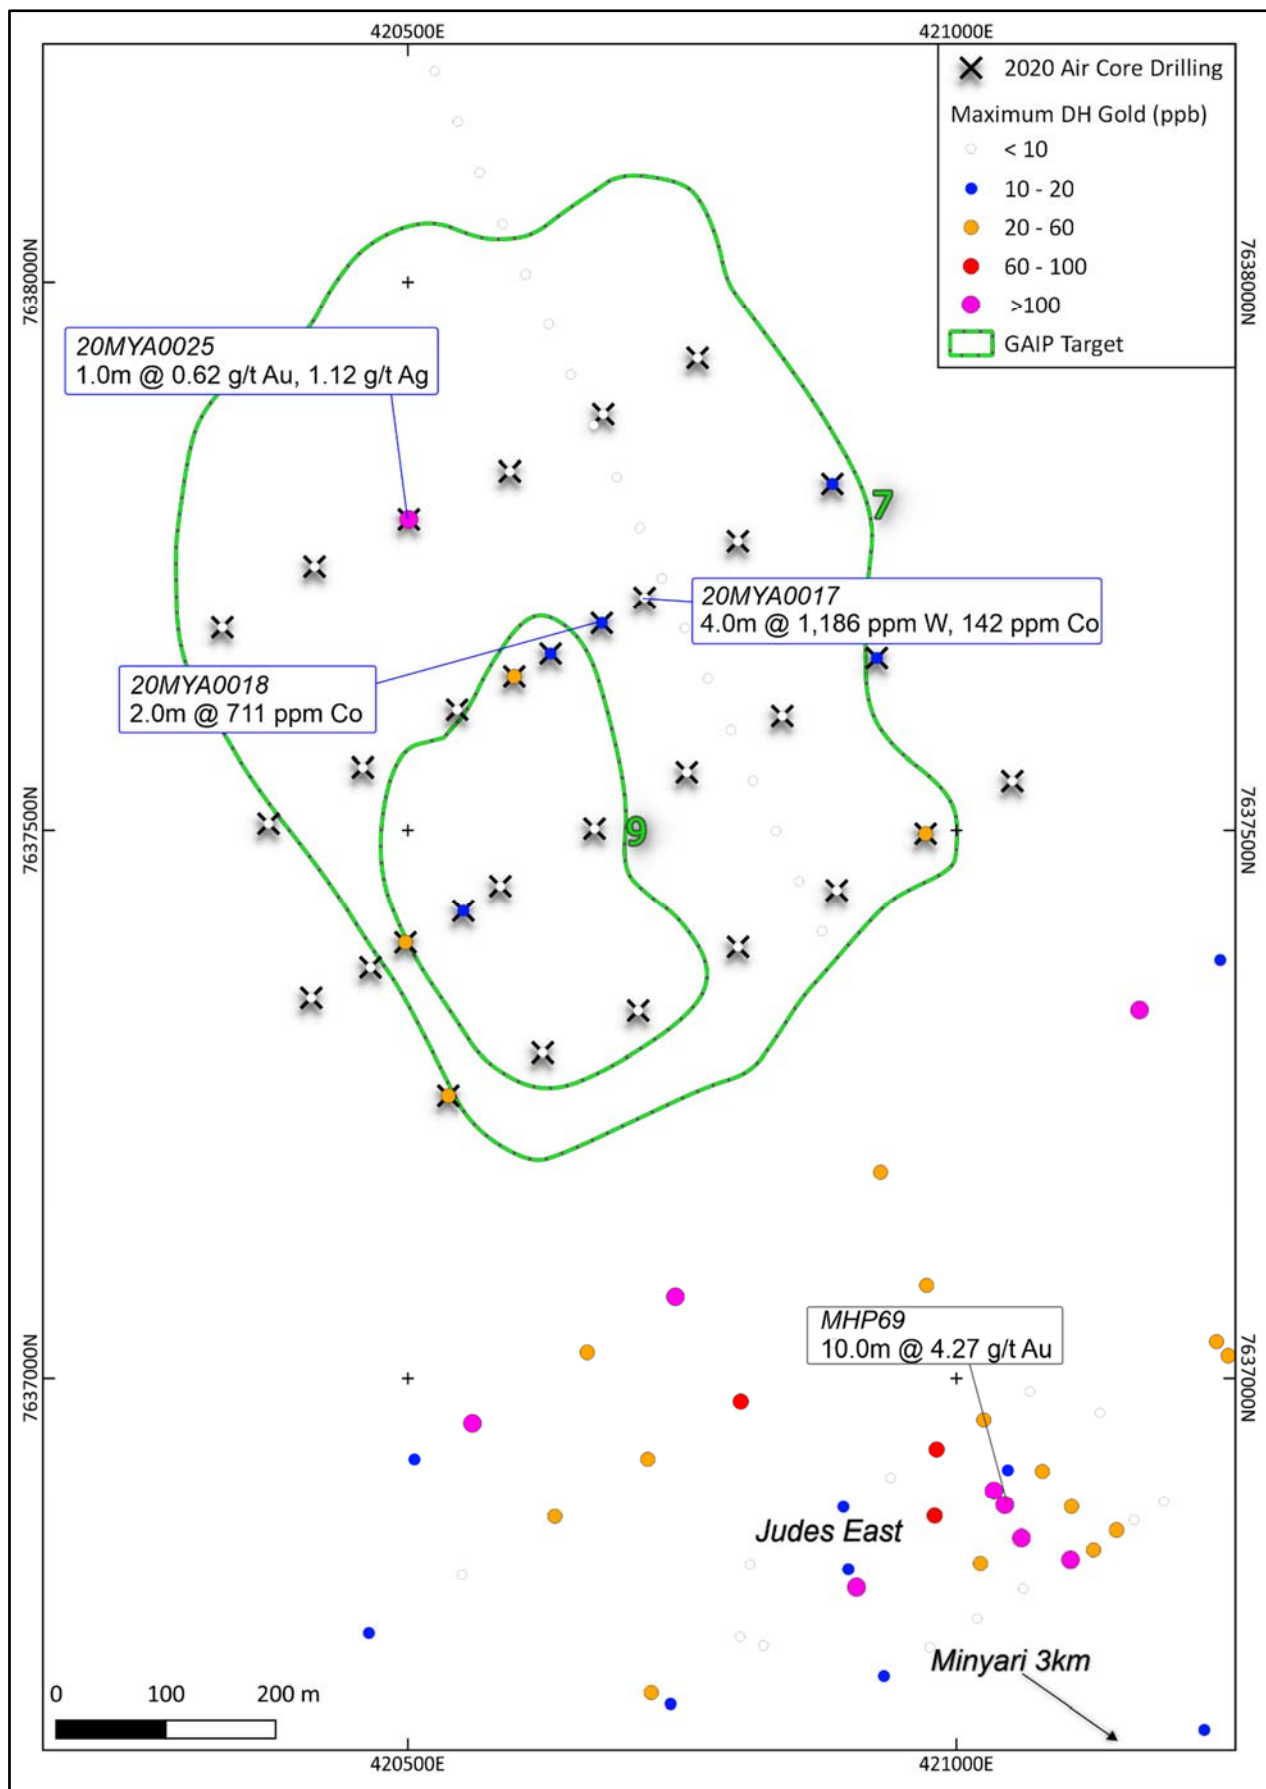 420500E
421000E
2020 Air Core Drilling
Maximum DH Gold (ppb)
< 10
10 - 20
20 - 60
60 - 100
>100
GAIP Target
7638000N
7638000N
20MYA0025
1.0m @ 0.62 g/t Au, 1.12 g/t Ag
7
20MYA0017
4.0m @ 1,186 ppm W, 142 ppm Co
20MYA0018
2.0m @ 711 ppm Co
9
7637500N
7637500N
MHP69
10.0m @ 4.27 g/t Au
7637000N
7637000N
Judes East
Minyari 3km
0 100 200 m
420500E
421000E